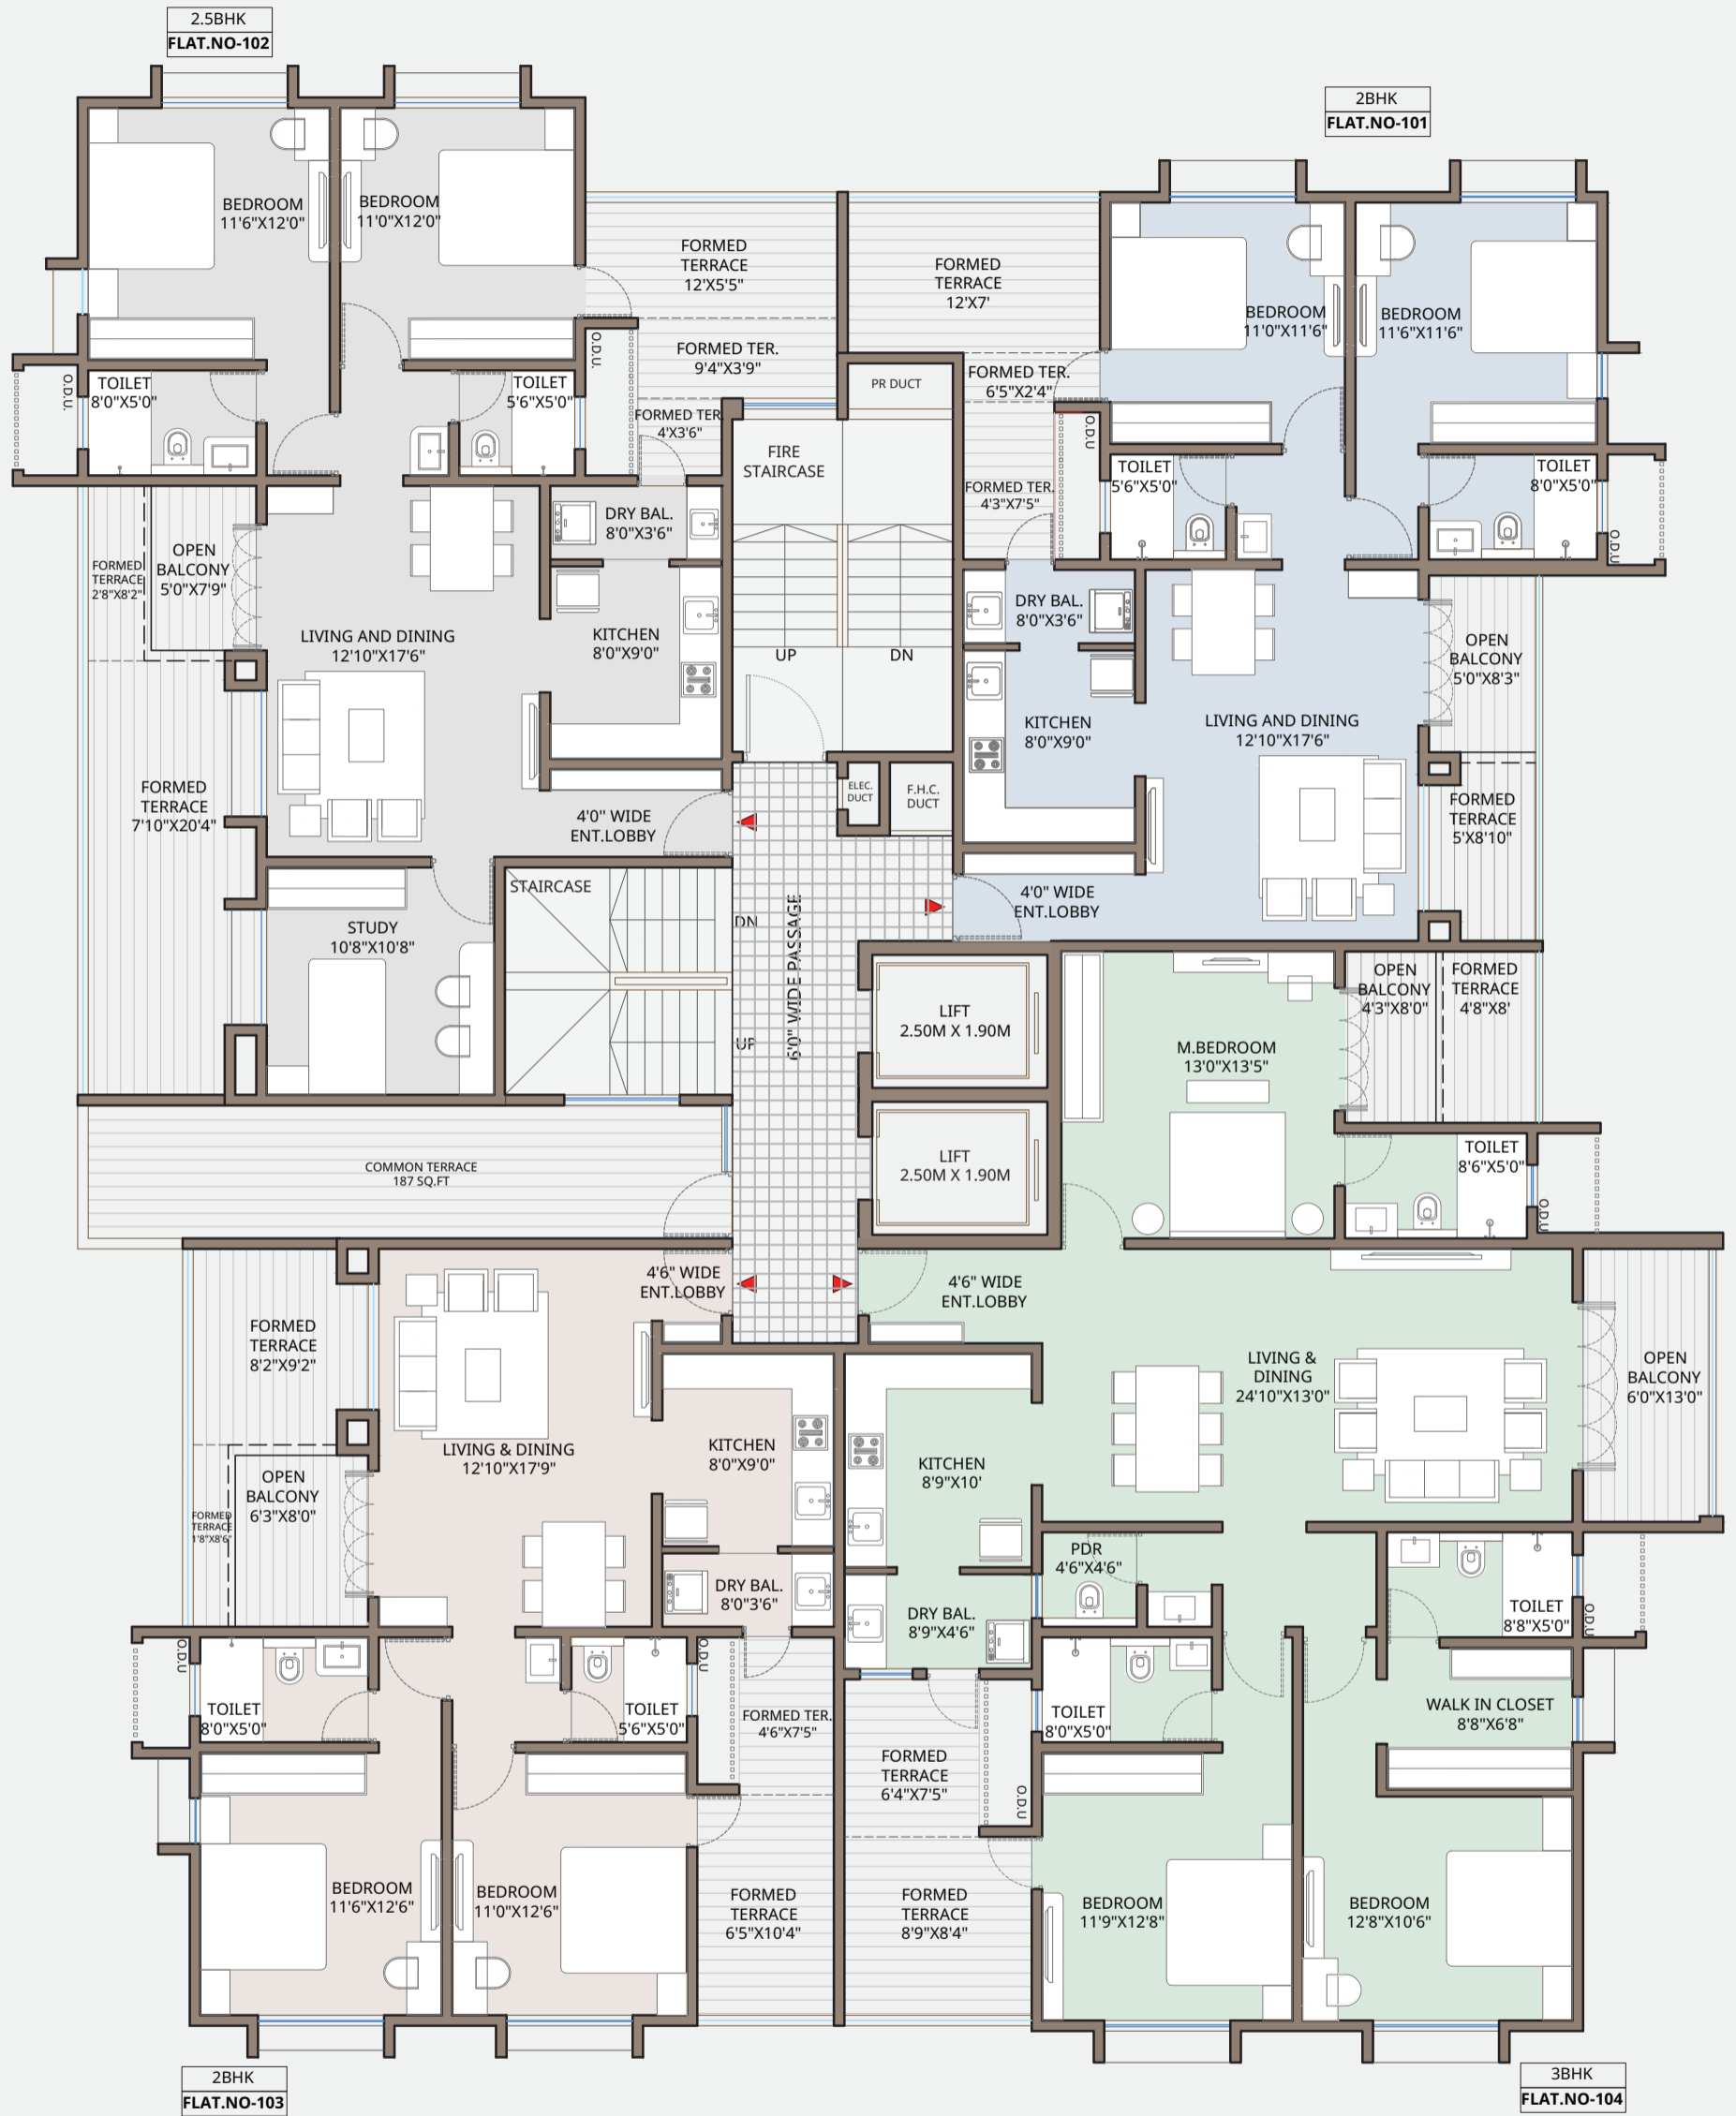 2.5BHK
FLAT.NO-102
2BHK
FLAT.NO-101
BEDROOM
11'6"X12'0"
BEDROOM
11'0"X12'0"
FORMED
TERRACE
12'X5'5"
FORMED
TERRACE
12'X7'
BEDROOM
11'0"X11'6"
BEDROOM
11'6"X11'6"
O.D.U.
FORMED TER.
9'4"X3'9"
FORMED TER.
6'5"X2'4"
PR DUCT
O.D.U.
TOILET
8'0"X5'0"
TOILET
5'6"X5'0"
FORMED TER.
4'X3'6"
O.D.U
FIRE
STAIRCASE
TOILET
5'6"X5'0"
TOILET
8'0"X5'0"
FORMED TER.
4'3"X7'5"
O.D.U
DRY BAL.
8'0"X3'6"
OPEN
BALCONY
5'0"X7'9"
FORMED
TERRACE
2'8"X8'2"
DRY BAL.
8'0"X3'6"
LIVING AND DINING
12'10"X17'6"
KITCHEN
8'0"X9'0"
UP
DN
OPEN
BALCONY
5'0"X8'3"
KITCHEN
8'0"X9'0"
LIVING AND DINING
12'10"X17'6"
FORMED
TERRACE
7'10"X20'4"
ELEC.
DUCT
F.H.C.
DUCT
FORMED
TERRACE
5'X8'10"
4'0" WIDE
ENT.LOBBY
STAIRCASE
4'0" WIDE
ENT.LOBBY
STUDY
10'8"X10'8"
DN
6'0" WIDE PASSAGE
UP
LIFT
2.50M X 1.90M
OPEN
BALCONY
4'3"X8'0"
FORMED
TERRACE
4'8"X8'
M.BEDROOM
13'0"X13'5"
COMMON TERRACE
187 SQ.FT
LIFT
2.50M X 1.90M
TOILET
8'6"X5'0"
O.D.U
4'6" WIDE
ENT.LOBBY
4'6" WIDE
ENT.LOBBY
FORMED
TERRACE
8'2"X9'2"
LIVING &
DINING
24'10"X13'0"
OPEN
BALCONY
6'0"X13'0"
LIVING & DINING
12'10"X17'9"
KITCHEN
8'0"X9'0"
KITCHEN
8'9"X10'
OPEN
BALCONY
6'3"X8'0"
FORMED
TERRACE
1'8"X8'6"
PDR
4'6"X4'6"
DRY BAL.
8'0"3'6"
DRY BAL.
8'9"X4'6"
TOILET
8'8"X5'0"
O.D.U
O.D.U
O.D.U
TOILET
8'0"X5'0"
TOILET
5'6"X5'0"
FORMED TER.
4'6"X7'5"
TOILET
8'0"X5'0"
WALK IN CLOSET
8'8"X6'8"
FORMED
TERRACE
6'4"X7'5"
O.D.U
BEDROOM
11'6"X12'6"
BEDROOM
11'0"X12'6"
FORMED
TERRACE
6'5"X10'4"
FORMED
TERRACE
8'9"X8'4"
BEDROOM
11'9"X12'8"
BEDROOM
12'8"X10'6"
2BHK
FLAT.NO-103
3BHK
FLAT.NO-104